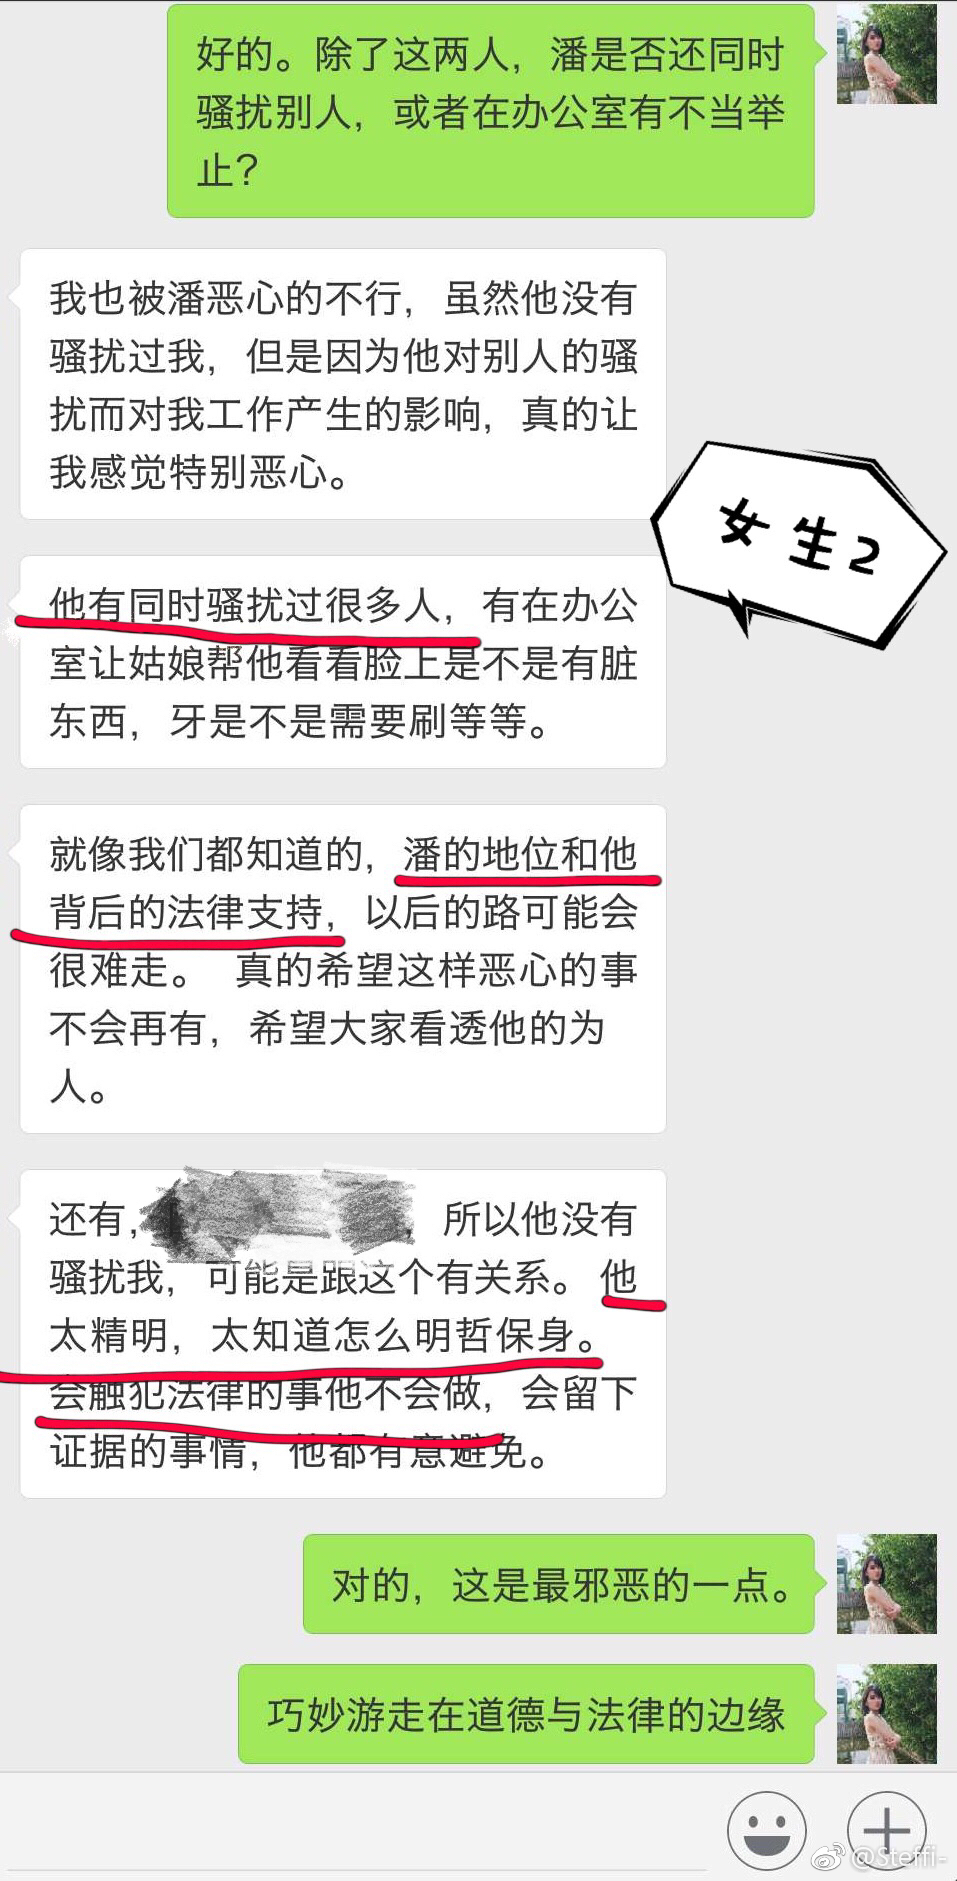 好的。除了这两人，潘是否还同时
骚扰别人，或者在办公室有不当举
止？
我也被潘恶心的不行，虽然他没有
骚扰过我，但是因为他对别人的骚
扰而对我工作产生的影响，真的让
我感觉特别恶心。
女生2
他有同时骚扰过很多人，有在办公
室让姑娘帮他看看脸上是不是有脏
东西，牙是不是需要刷等等。
就像我们都知道的，潘的地位和他
背后的法律支持，以后的路可能会
很难走。 真的希望这样恶心的事
不会再有，希望大家看透他的为
人。
还有，，所以他没有
骚扰我，可能是跟这个有关系。他
太精明，太知道怎么明哲保身。
会触犯法律的事他不会做，会留下
证据的事情，他都有意避免。
对的，这是最邪恶的一点。
巧妙游走在道德与法律的边缘
@Steffi-